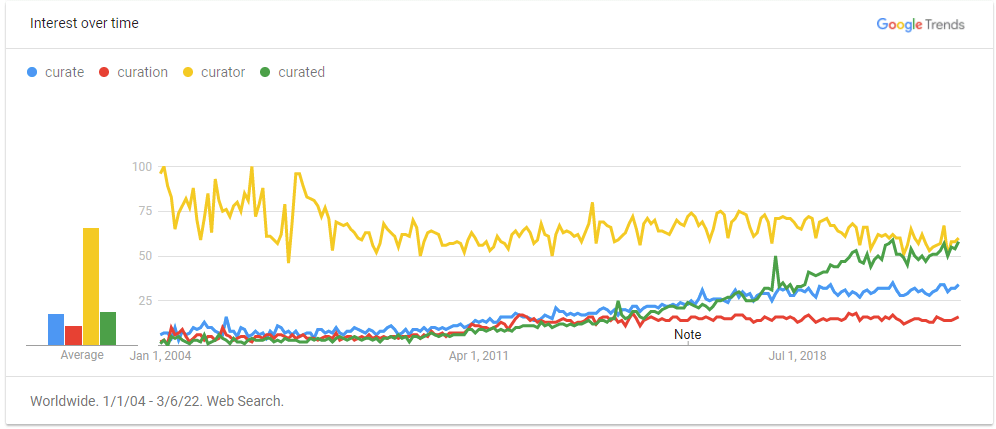 Interest over time
Google Trends
curate curation curator curated
100
75
50
25
Note
Average
Jan 1, 2004 Apr 1, 2011 Jul 1, 2018
Worldwide. 1/1/04 - 3/6/22. Web Search.